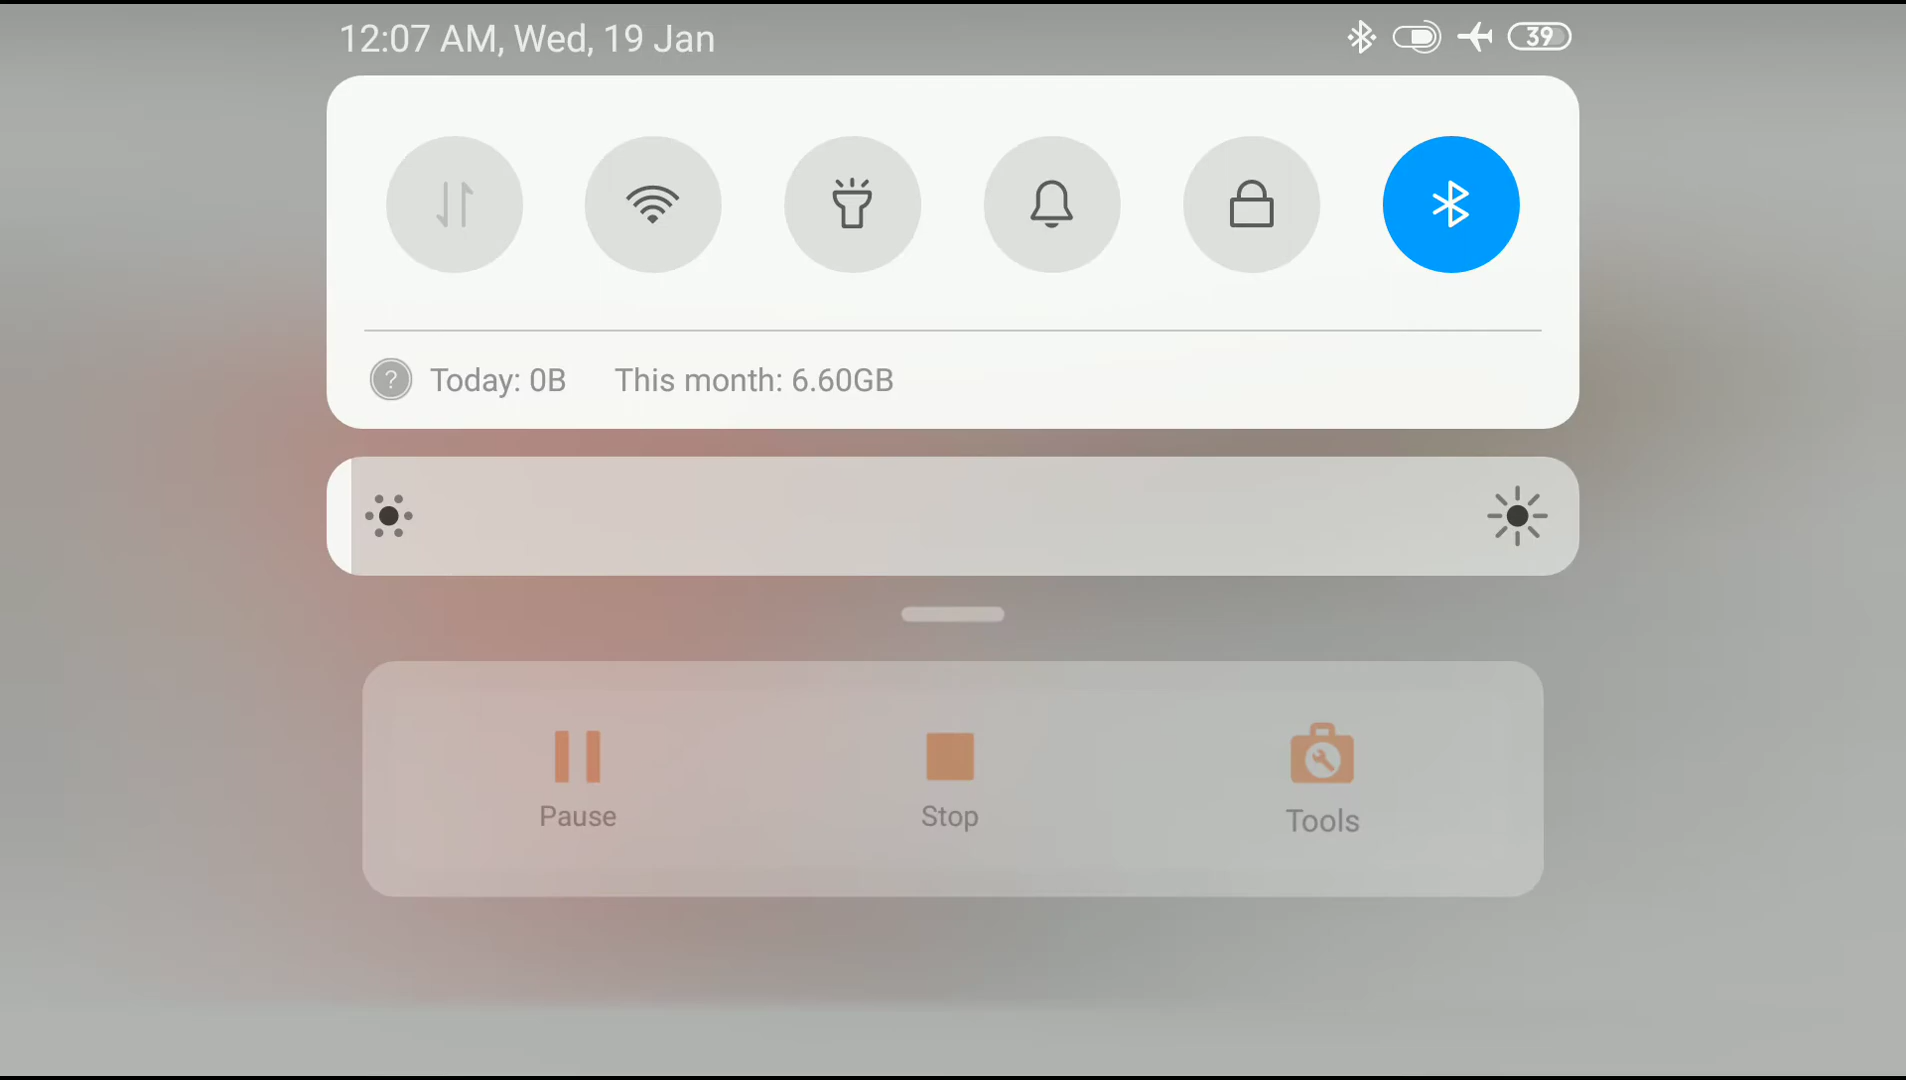 12:07 AM, Wed, 19 Jan
39
? Today: 0B This month: 6.60GB
Pause Stop Tools